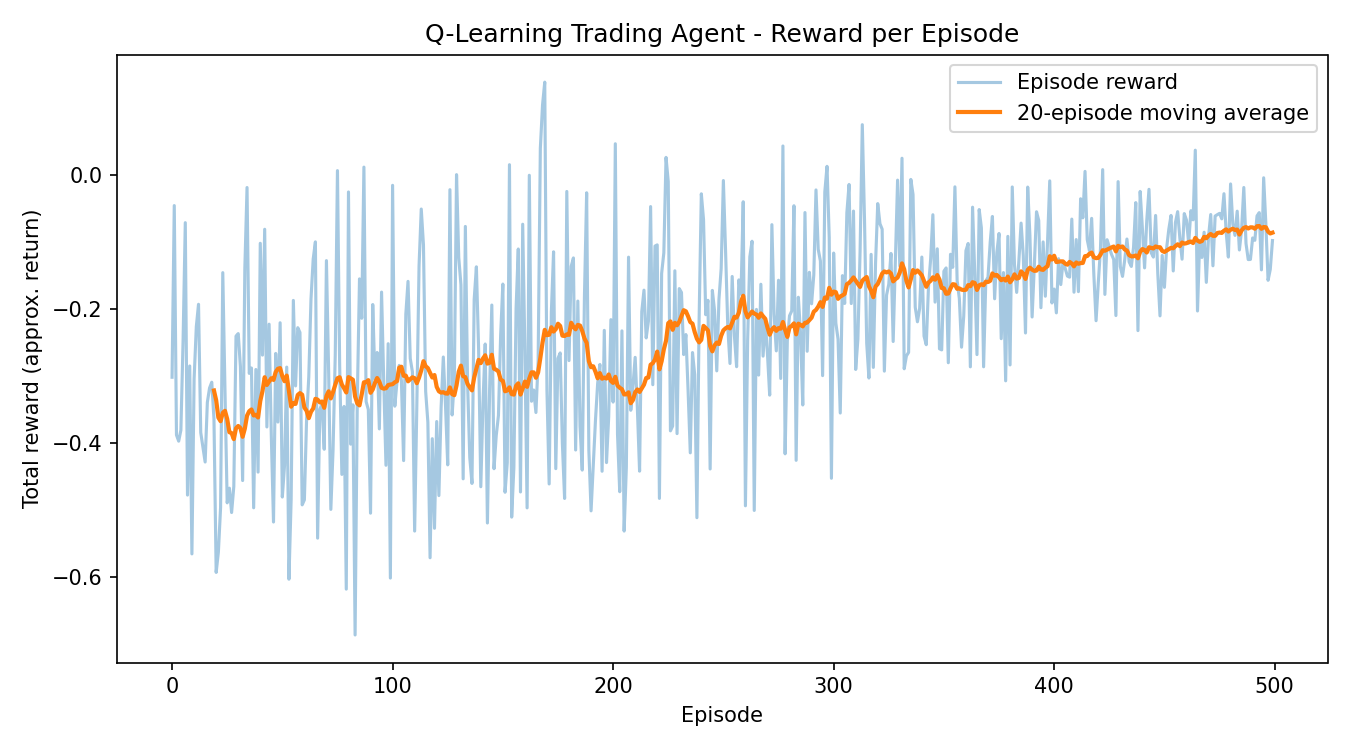 Q-Learning Trading Agent - Reward per Episode
Episode reward
20-episode moving average
Total reward (approx. return)
0.0
−0.2
−0.4
−0.6
0 100 200 300 400 500
Episode